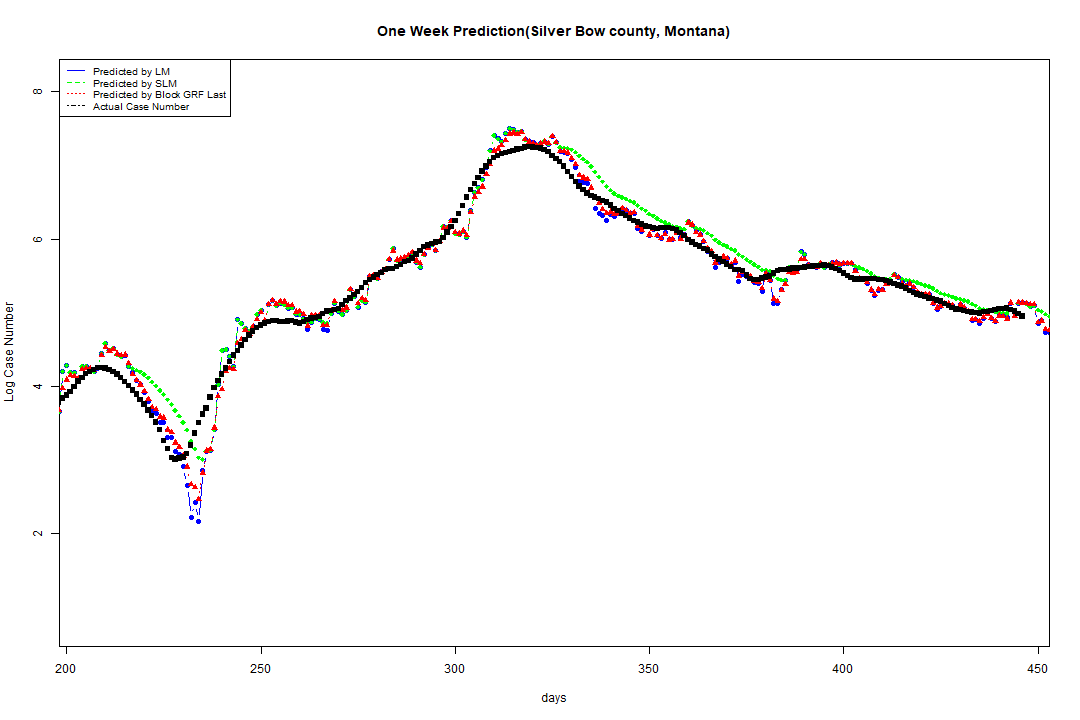 One Week Prediction(Silver Bow county, Montana)
Predicted by LM
Predicted by SLM
Predicted by Block GRF Last
Actual Case Number
8
6
4
2
Log Case Number
200 250 300 350 400 450
days